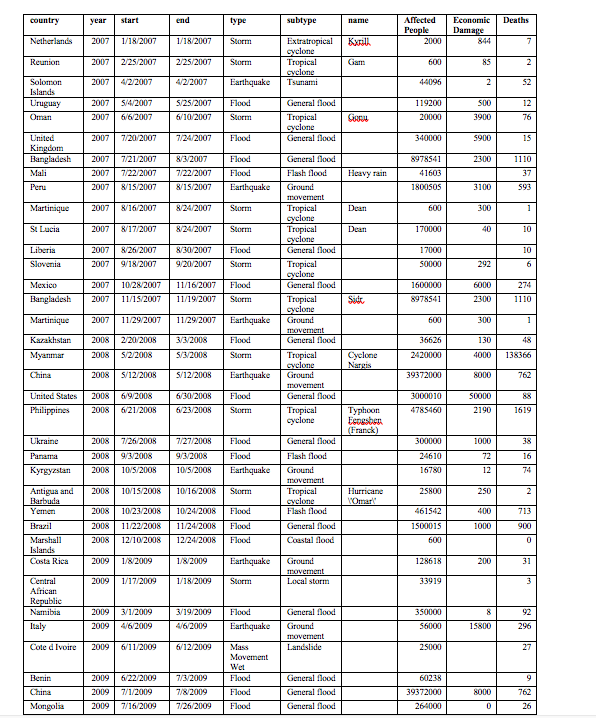 country year start end type subtype name Affected People Economic Damage Deaths
Netherlands 2007 1/18/2007 1/18/2007 Storm Extratropical cyclone Kyrill 2000 844 7
Reunion 2007 2/25/2007 2/25/2007 Storm Tropical cyclone Gam 600 85 2
Solomon Islands 2007 4/2/2007 4/2/2007 Earthquake Tsunami 44096 2 52
Uruguay 2007 5/4/2007 5/25/2007 Flood General flood 119200 500 12
Oman 2007 6/6/2007 6/10/2007 Storm Tropical cyclone Gonu 20000 3900 76
United Kingdom 2007 7/20/2007 7/24/2007 Flood General flood 340000 5900 15
Bangladesh 2007 7/21/2007 8/3/2007 Flood General flood 8978541 2300 1110
Mali 2007 7/22/2007 7/22/2007 Flood Flash flood Heavy rain 41603 37
Peru 2007 8/15/2007 8/15/2007 Earthquake Ground movement 1800505 3100 593
Martinique 2007 8/16/2007 8/24/2007 Storm Tropical cyclone Dean 600 300 1
St Lucia 2007 8/17/2007 8/24/2007 Storm Tropical cyclone Dean 170000 40 10
Liberia 2007 8/26/2007 8/30/2007 Flood General flood 17000 10
Slovenia 2007 9/18/2007 9/20/2007 Storm Tropical cyclone 50000 292 6
Mexico 2007 10/28/2007 11/16/2007 Flood General flood 1600000 6000 274
Bangladesh 2007 11/15/2007 11/19/2007 Storm Tropical cyclone Sidr 8978541 2300 1110
Martinique 2007 11/29/2007 11/29/2007 Earthquake Ground movement 600 300 1
Kazakhstan 2008 2/20/2008 3/3/2008 Flood General flood 36626 130 48
Myanmar 2008 5/2/2008 5/3/2008 Storm Tropical cyclone Cyclone Nargis 2420000 4000 138366
China 2008 5/12/2008 5/12/2008 Earthquake Ground movement 39372000 8000 762
United States 2008 6/9/2008 6/30/2008 Flood General flood 3000010 50000 88
Philippines 2008 6/21/2008 6/23/2008 Storm Tropical cyclone Typhoon Fengshen (Franck) 4785460 2190 1619
Ukraine 2008 7/26/2008 7/27/2008 Flood General flood 300000 1000 38
Panama 2008 9/3/2008 9/3/2008 Flood Flash flood 24610 72 16
Kyrgyzstan 2008 10/5/2008 10/5/2008 Earthquake Ground movement 16780 12 74
Antigua and Barbuda 2008 10/15/2008 10/16/2008 Storm Tropical cyclone Hurricane \'Omar\' 25800 250 2
Yemen 2008 10/23/2008 10/24/2008 Flood Flash flood 461542 400 713
Brazil 2008 11/22/2008 11/24/2008 Flood General flood 1500015 1000 900
Marshall Islands 2008 12/10/2008 12/24/2008 Flood Coastal flood 600 0
Costa Rica 2009 1/8/2009 1/8/2009 Earthquake Ground movement 128618 200 31
Central African Republic 2009 1/17/2009 1/18/2009 Storm Local storm 33919 3
Namibia 2009 3/1/2009 3/19/2009 Flood General flood 350000 8 92
Italy 2009 4/6/2009 4/6/2009 Earthquake Ground movement 56000 15800 296
Cote d Ivoire 2009 6/11/2009 6/12/2009 Mass Movement Wet Landslide 25000 27
Benin 2009 6/22/2009 7/3/2009 Flood General flood 60238 9
China 2009 7/1/2009 7/8/2009 Flood General flood 39372000 8000 762
Mongolia 2009 7/16/2009 7/26/2009 Flood General flood 264000 0 26